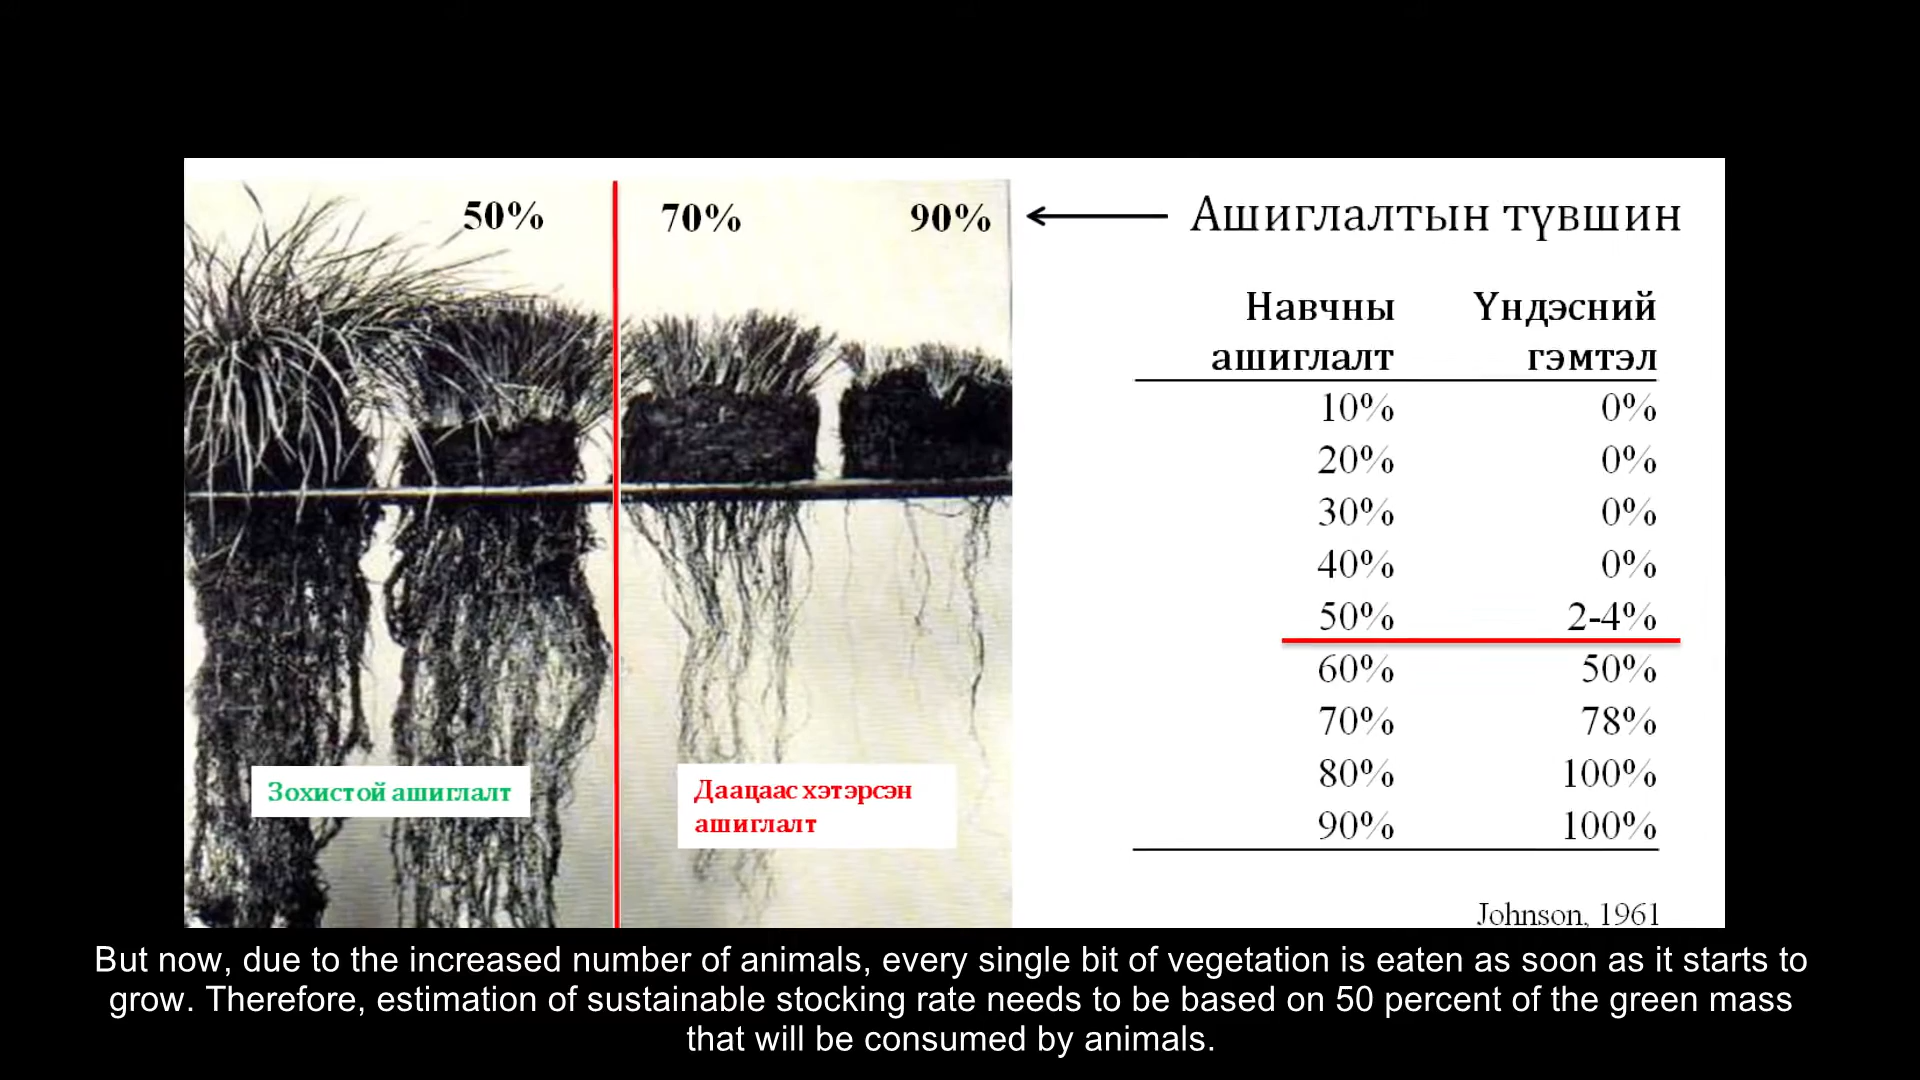 50%
70%
90%
Ашиглалтын түвшин
Навчны ашиглалт
Үндэсний гэмтэл
10% 0%
20% 0%
30% 0%
40% 0%
50% 2-4%
60% 50%
70% 78%
80% 100%
90% 100%
Зохистой ашиглалт
Даацаас хэтэрсэн
ашиглалт
Johnson, 1961
But now, due to the increased number of animals, every single bit of vegetation is eaten as soon as it starts to
grow. Therefore, estimation of sustainable stocking rate needs to be based on 50 percent of the green mass
that will be consumed by animals.